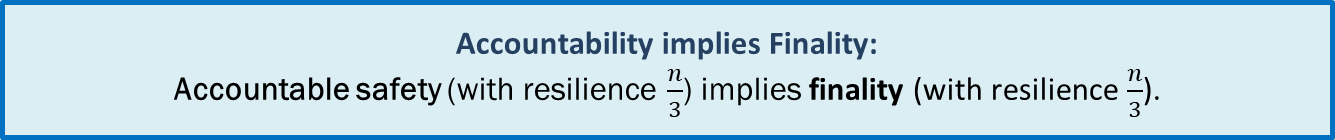 Accountability implies Finality:
Accountable safety (with resilience n/3) implies finality (with resilience n/3).